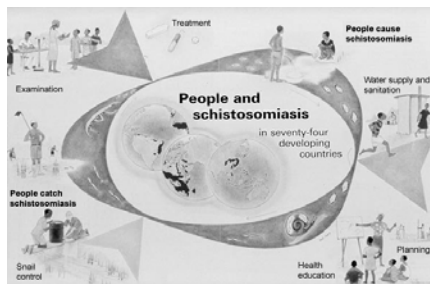 Treatment
People cause
schistosomiasis
Examination
Water supply and
sanitation
People and
schistosomiasis
in seventy-four
developing
countries
People catch
schistosomiasis
Snail
control
Health
education
Planning